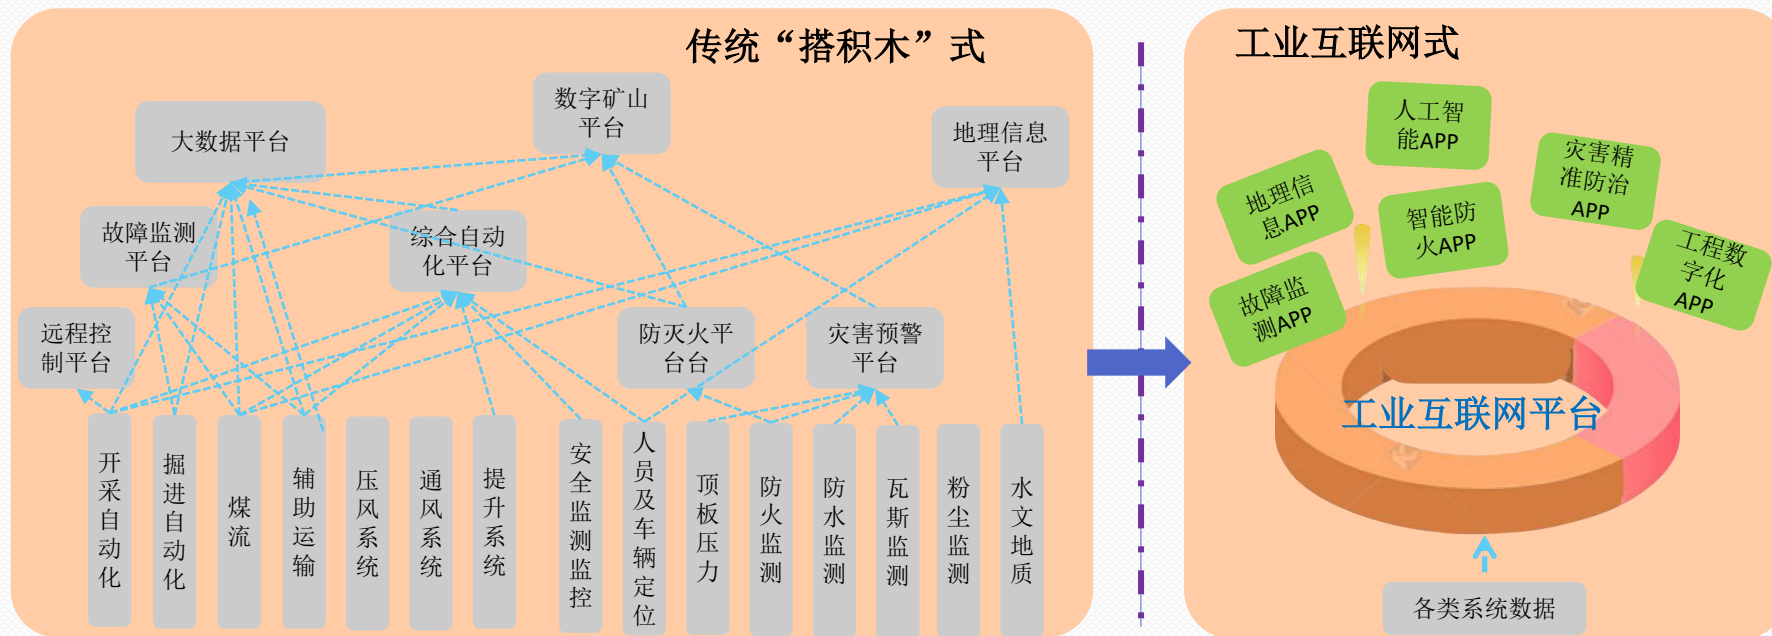 传统“搭积木”式
工业互联网式
大数据平台
数字矿山
平台
地理信息
平台
故障监测
平台
综合自动
化平台
远程控
制平台
防灭火平
台台
灾害预警
平台
开采自动化
掘进自动化
煤流
辅助运输
压风系统
通风系统
提升系统
安全监测监控
人员及车辆定位
顶板压力
防火监测
防水监测
瓦斯监测
粉尘监测
水文地质
人工智
能APP
灾害精
准防治
APP
地理信
息APP
智能防
火APP
工程数
字化
APP
故障监
测APP
工业互联网平台
各类系统数据